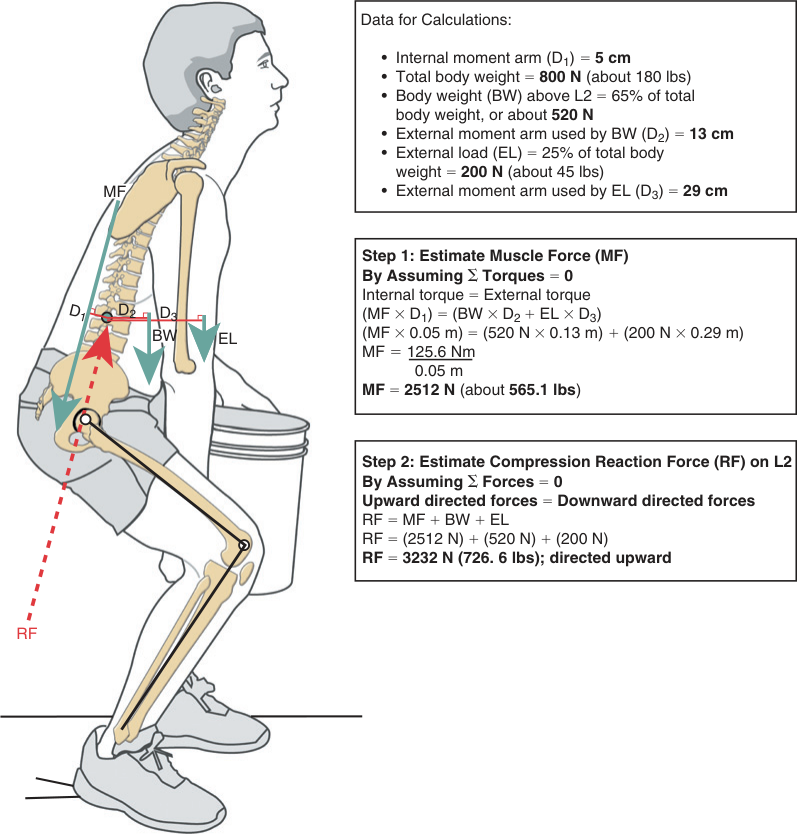 Data for Calculations:
• Internal moment arm (D₁) = 5 cm
• Total body weight = 800 N (about 180 lbs)
• Body weight (BW) above L2 = 65% of total
body weight, or about 520 N
• External moment arm used by BW (D₂) = 13 cm
• External load (EL) = 25% of total body
weight = 200 N (about 45 lbs)
• External moment arm used by EL (D₃) = 29 cm
Step 1: Estimate Muscle Force (MF)
By Assuming Σ Torques = 0
Internal torque = External torque
(MF × D₁) = (BW × D₂ + EL × D₃)
(MF × 0.05 m) = (520 N × 0.13 m) + (200 N × 0.29 m)
MF = 125.6 Nm
0.05 m
MF = 2512 N (about 565.1 lbs)
Step 2: Estimate Compression Reaction Force (RF) on L2
By Assuming Σ Forces = 0
Upward directed forces = Downward directed forces
RF = MF + BW + EL
RF = (2512 N) + (520 N) + (200 N)
RF = 3232 N (726. 6 lbs); directed upward
MF
D₁ D₂ D₃
BW EL
RF